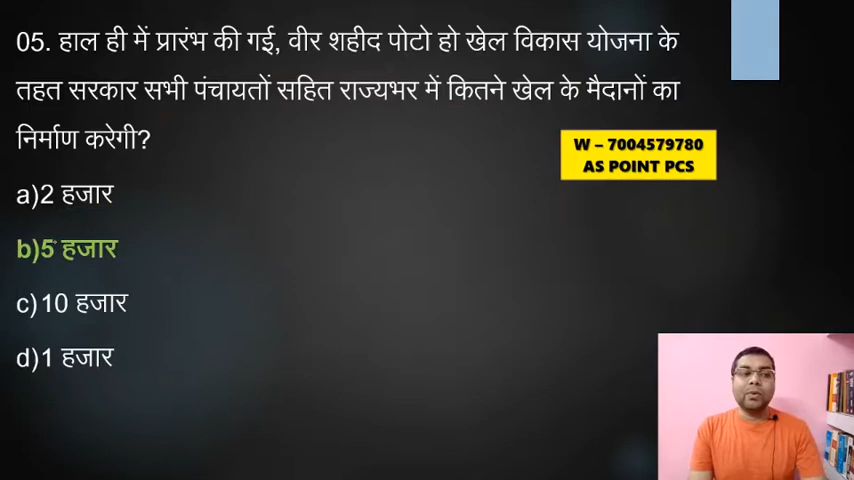 05. हाल ही में प्रारंभ की गई, वीर शहीद पोटो हो खेल विकास योजना के
तहत सरकार सभी पंचायतों सहित राज्यभर में कितने खेल के मैदानों का
निर्माण करेगी?
W – 7004579780
AS POINT PCS
a)2 हजार
b)5 हजार
c)10 हजार
d)1 हजार